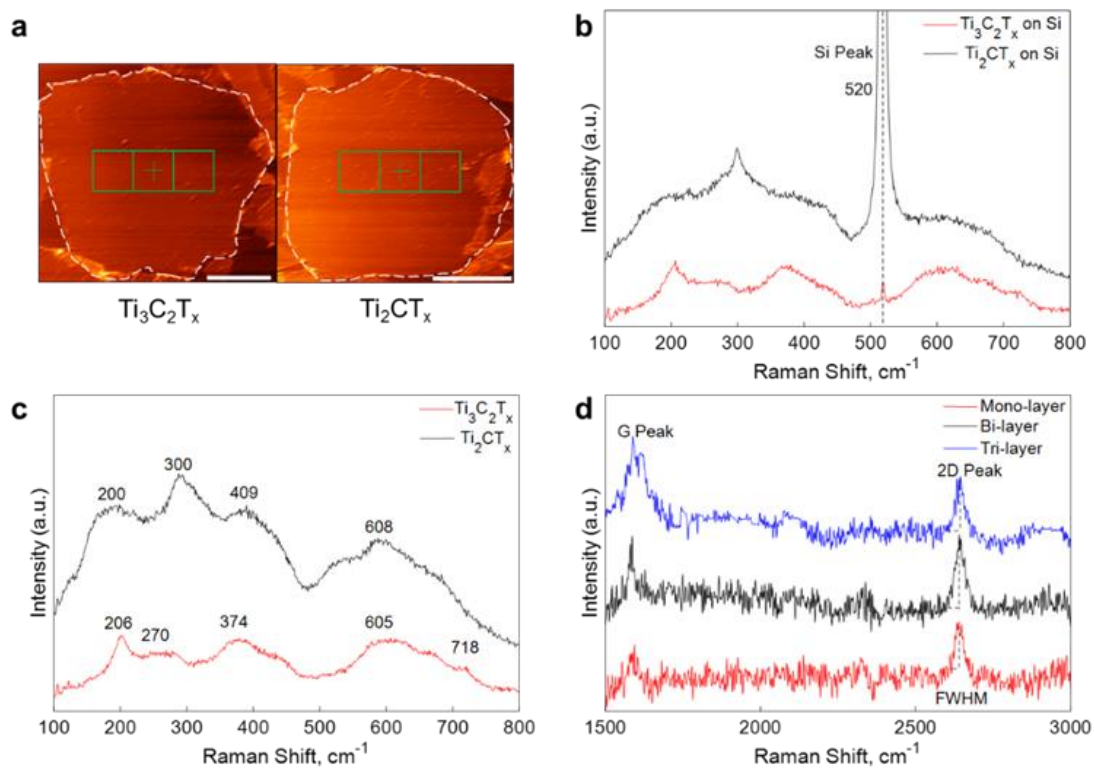 a
Ti₃C₂Tₓ
Ti₂CTₓ
b
Ti₃C₂Tₓ on Si
Ti₂CTₓ on Si
Si Peak
520
Intensity (a.u.)
100 200 300 400 500 600 700 800
Raman Shift, cm⁻¹
c
Ti₃C₂Tₓ
Ti₂CTₓ
200
300
409
608
206
270
374
605
718
Intensity (a.u.)
100 200 300 400 500 600 700 800
Raman Shift, cm⁻¹
d
Mono-layer
Bi-layer
Tri-layer
G Peak
2D Peak
FWHM
Intensity (a.u.)
1500 2000 2500 3000
Raman Shift, cm⁻¹